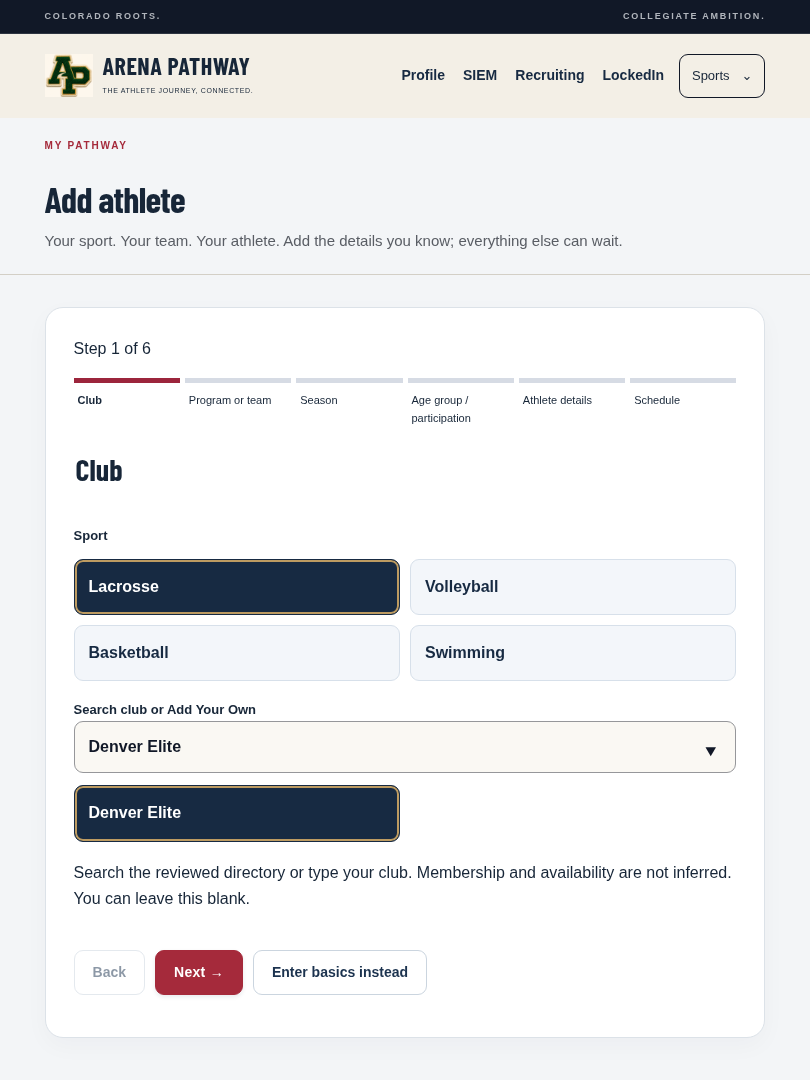 COLORADO ROOTS.
COLLEGIATE AMBITION.
AP
ARENA PATHWAY
THE ATHLETE JOURNEY, CONNECTED.
Profile
SIEM
Recruiting
LockedIn
Sports
MY PATHWAY
Add athlete
Your sport. Your team. Your athlete. Add the details you know; everything else can wait.
Step 1 of 6
Club
Program or team
Season
Age group /
participation
Athlete details
Schedule
Club
Sport
Lacrosse
Volleyball
Basketball
Swimming
Search club or Add Your Own
Denver Elite
Denver Elite
Search the reviewed directory or type your club. Membership and availability are not inferred.
You can leave this blank.
Back
Next →
Enter basics instead